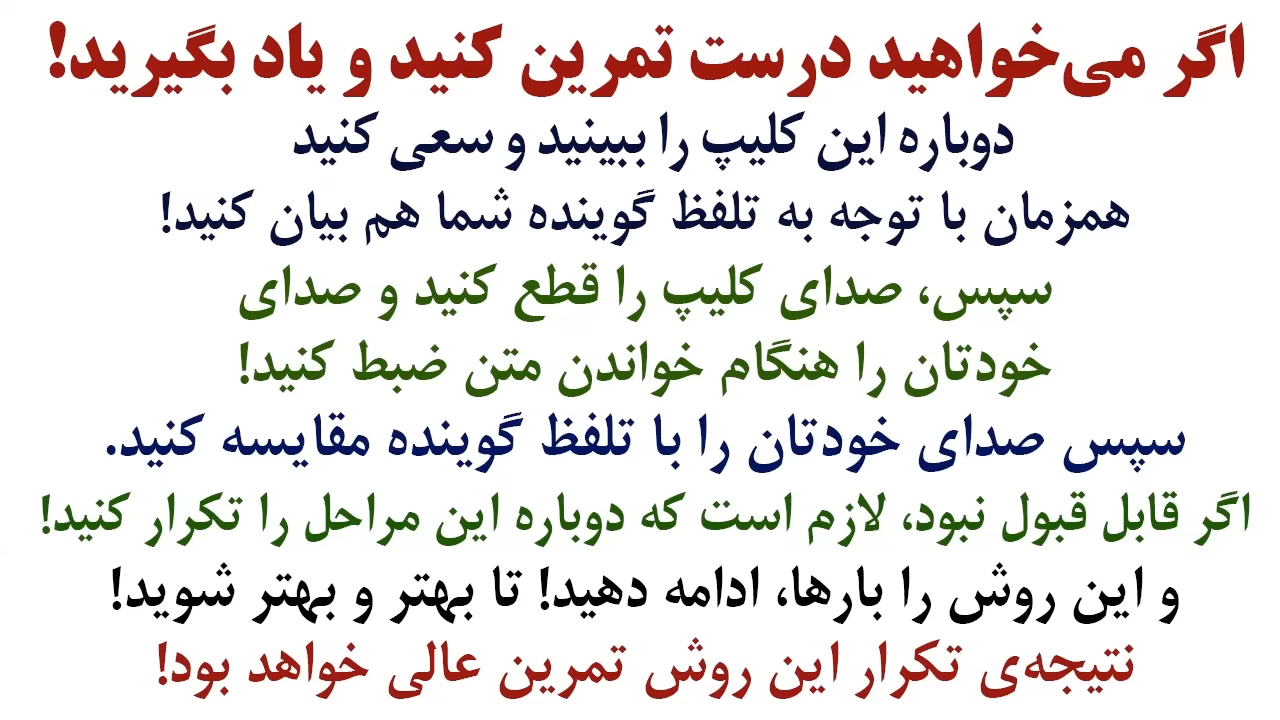 اگر می‌خواهید درست تمرین کنید و یاد بگیرید!
دوباره این کلیپ را ببینید و سعی کنید
همزمان با توجه به تلفظ گوینده شما هم بیان کنید!
سپس، صدای کلیپ را قطع کنید و صدای
خودتان را هنگام خواندن متن ضبط کنید!
سپس صدای خودتان را با تلفظ گوینده مقایسه کنید.
اگر قابل قبول نبود، لازم است که دوباره این مراحل را تکرار کنید!
و این روش را بارها، ادامه دهید! تا بهتر و بهتر شوید!
نتیجه‌ی تکرار این روش تمرین عالی خواهد بود!